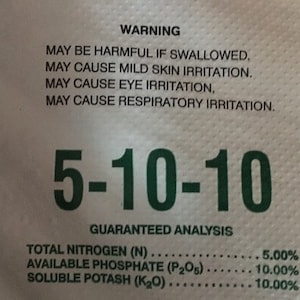 WARNING
MAY BE HARMFUL IF SWALLOWED,
MAY CAUSE MILD SKIN IRRITATION.
MAY CAUSE EYE IRRITATION,
MAY CAUSE RESPIRATORY IRRITATION.
5-10-10
GUARANTEED ANALYSIS
TOTAL NITROGEN (N) ........................ 5.00%
AVAILABLE PHOSPHATE (P₂O₅) ........... 10.00%
SOLUBLE POTASH (K₂O) ................... 10.00%